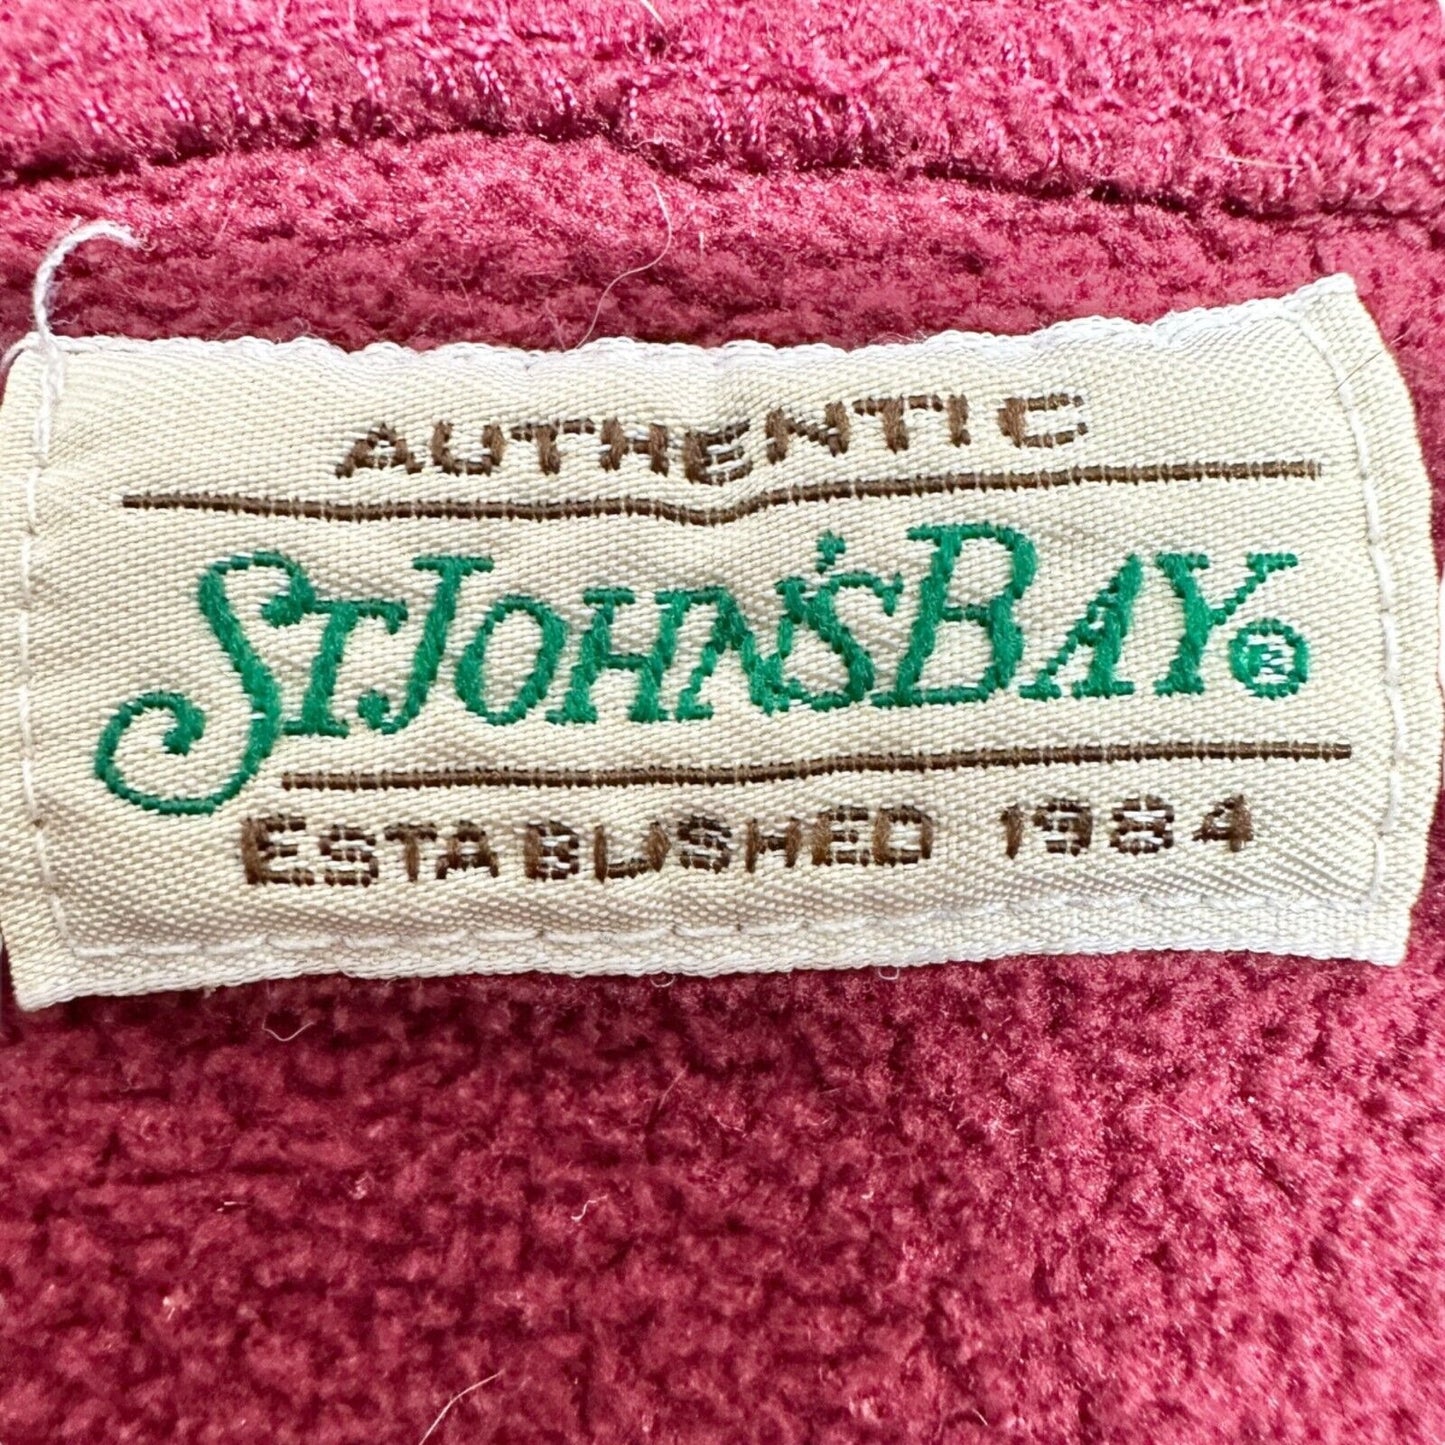 AUTHENTIC
ST JOHN'S BAY®
ESTABLISHED 1984